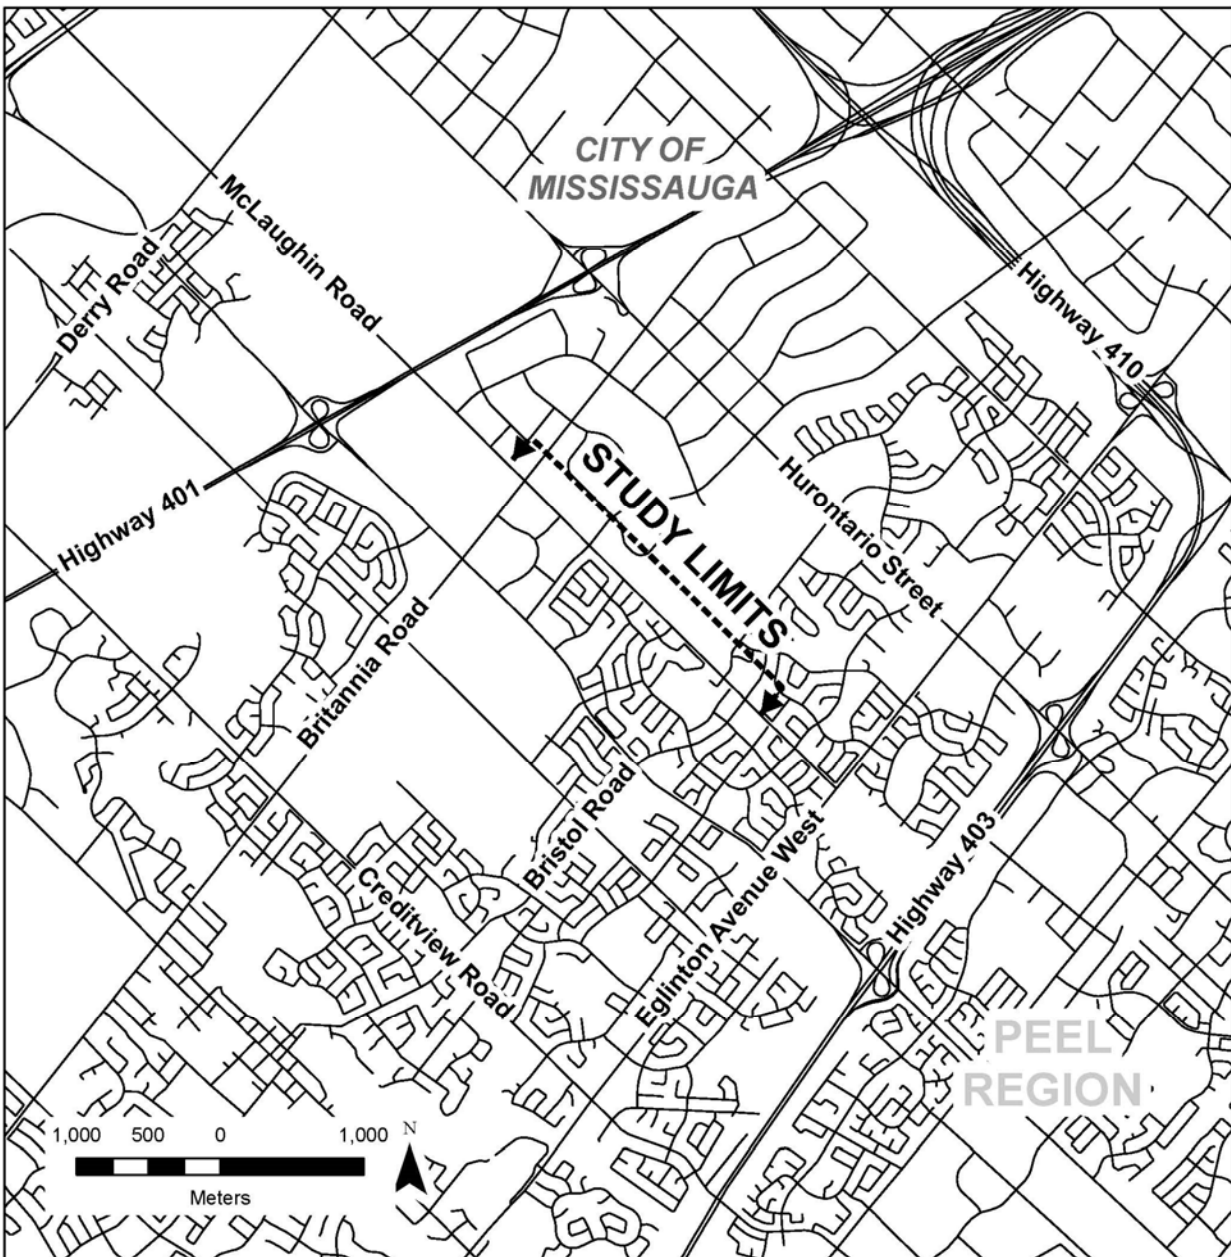 CITY OF
MISSISSAUGA
McLaughin Road
Derry Road
Highway 410
Highway 401
STUDY LIMITS
Hurontario Street
Britannia Road
Bristol Road
Eglinton Avenue West
Highway 403
Creditview Road
PEEL
REGION
1,000 500 0 1,000
N
Meters